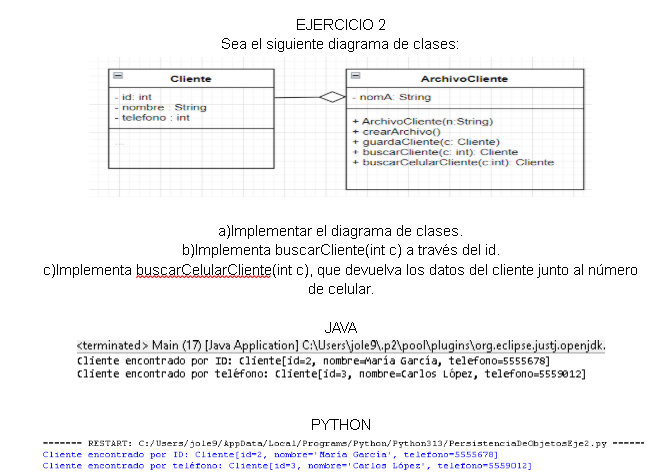 EJERCICIO 2
Sea el siguiente diagrama de clases:
Cliente
- id: int
- nombre : String
- telefono : int
ArchivoCliente
- nomA: String
+ ArchivoCliente(n:String)
+ crearArchivo()
+ guardaCliente(c: Cliente)
+ buscarCliente(c: int): Cliente
+ buscarCelularCliente(c:int): Cliente
a)Implementar el diagrama de clases.
b)Implementa buscarCliente(int c) a través del id.
c)Implementa buscarCelularCliente(int c), que devuelva los datos del cliente junto al número
de celular.
JAVA
<terminated> Main (17) [Java Application] C:\Users\jole9\.p2\pool\plugins\org.eclipse.justj.openjdk.
Cliente encontrado por ID: Cliente[id=2, nombre=María García, telefono=5555678]
Cliente encontrado por teléfono: Cliente[id=3, nombre=Carlos López, telefono=5559012]
PYTHON
======= RESTART: C:/Users/jole9/AppData/Local/Programs/Python/Python313/PersistenciaDeObjetosEje2.py ======
Cliente encontrado por ID: Cliente[id=2, nombre='María García', telefono=5555678]
Cliente encontrado por teléfono: Cliente[id=3, nombre='Carlos López', telefono=5559012]